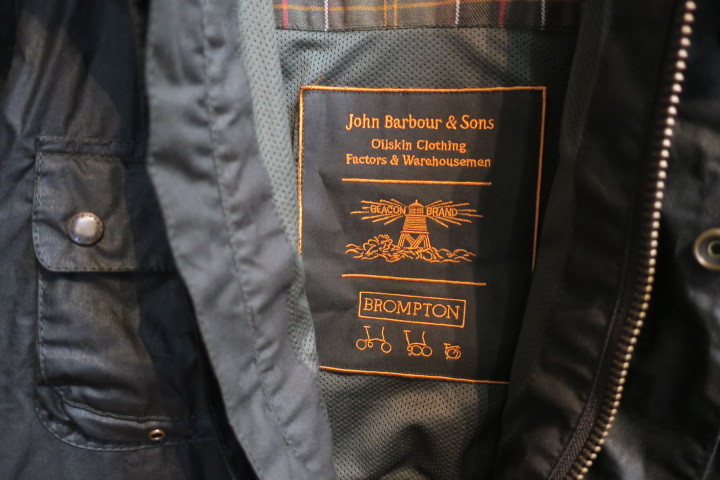 John Barbour & Sons
Oilskin Clothing
Factors & Warehousemen
BEACON BRAND
BROMPTON